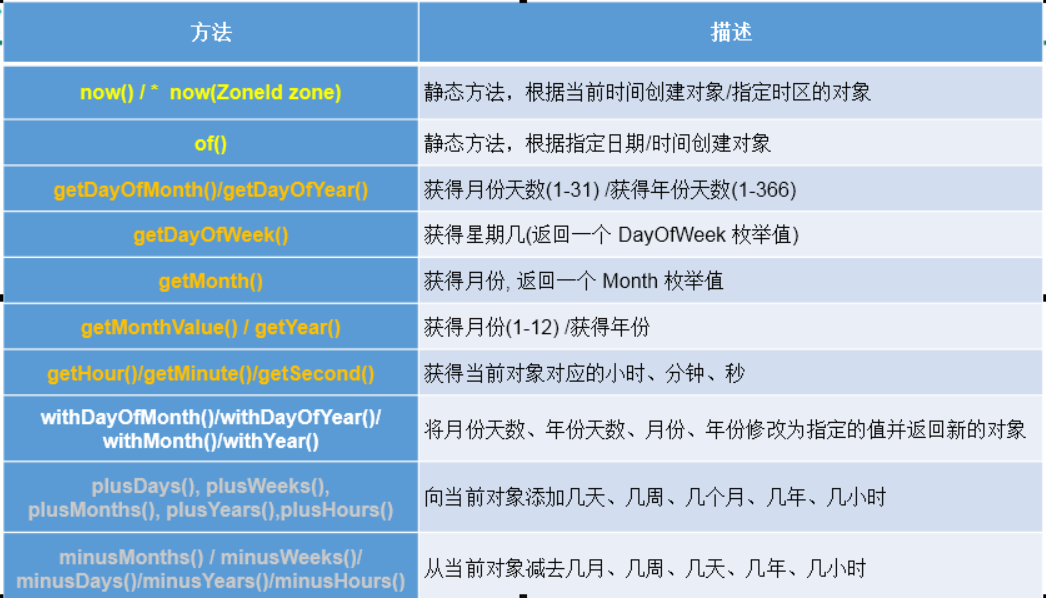 方法
描述
now() / *  now(ZoneId zone)
静态方法，根据当前时间创建对象/指定时区的对象
of()
静态方法，根据指定日期/时间创建对象
getDayOfMonth()/getDayOfYear()
获得月份天数(1-31) /获得年份天数(1-366)
getDayOfWeek()
获得星期几(返回一个 DayOfWeek 枚举值)
getMonth()
获得月份, 返回一个 Month 枚举值
getMonthValue() / getYear()
获得月份(1-12) /获得年份
getHour()/getMinute()/getSecond()
获得当前对象对应的小时、分钟、秒
withDayOfMonth()/withDayOfYear()/
withMonth()/withYear()
将月份天数、年份天数、月份、年份修改为指定的值并返回新的对象
plusDays(), plusWeeks(),
plusMonths(), plusYears(),plusHours()
向当前对象添加几天、几周、几个月、几年、几小时
minusMonths() / minusWeeks()/
minusDays()/minusYears()/minusHours()
从当前对象减去几月、几周、几天、几年、几小时